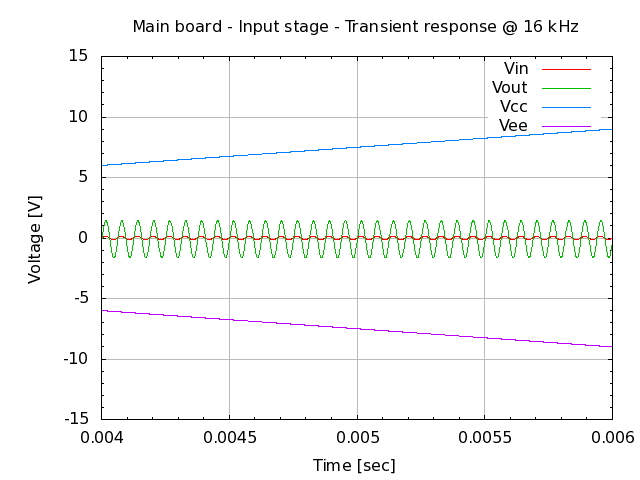 Main board - Input stage - Transient response @ 16 kHz
15
10
5
0
-5
-10
-15
Voltage [V]
Vin
Vout
Vcc
Vee
0.004
0.0045
0.005
0.0055
0.006
Time [sec]